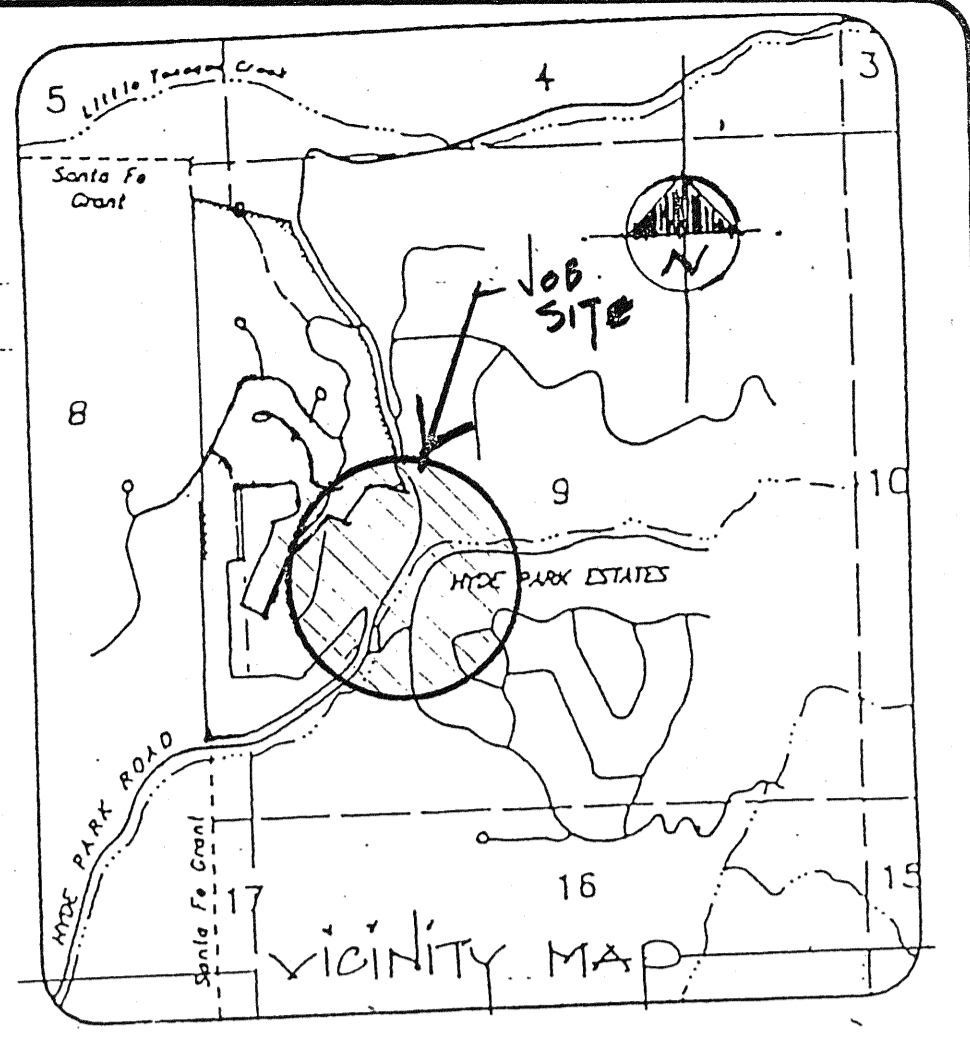 5
4
3
Little Tesuque Creek
Santa Fe
Grant
N
JOB
SITE
8
9
10
HYDE PARK ESTATES
HYDE PARK ROAD
Santa Fe Grant
17
16
15
VICINITY MAP